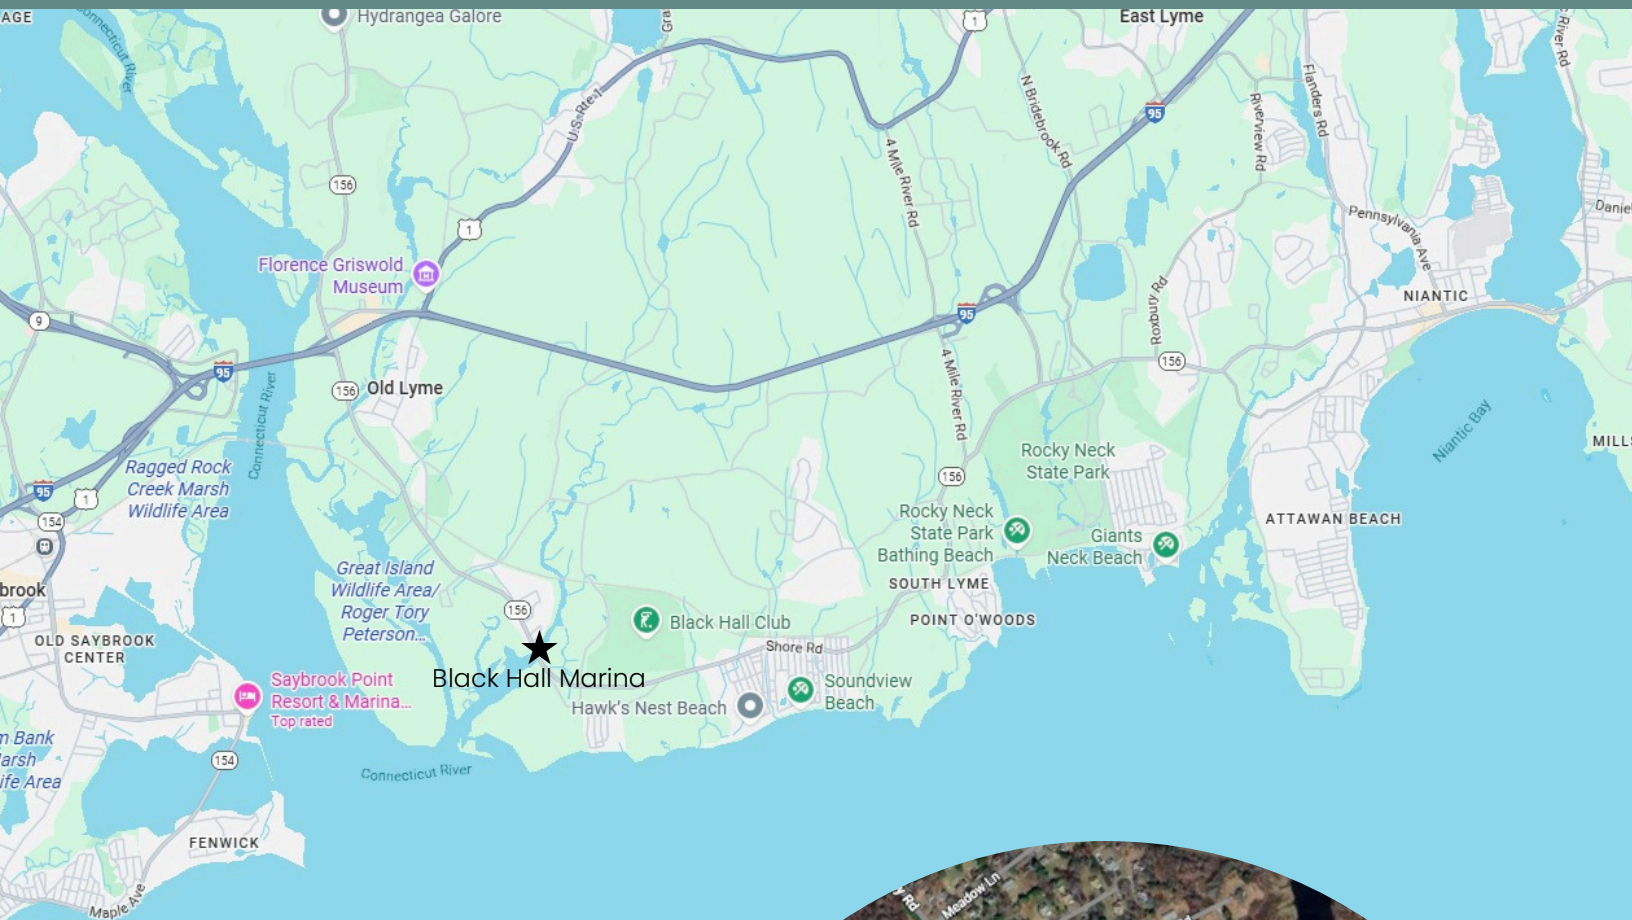 AGE
Connecticut River
Hydrangea Galore
Gra
1
East Lyme
River Rd
U.S. Rte 1
N Bridebrook Rd
95
Flanders Rd
Riverview Rd
156
4 Mile River Rd
1
Pennsylvania Ave
Daniel
Florence Griswold
Museum
9
95
NIANTIC
Roxbury Rd
95
156
156
Old Lyme
4 Mile River Rd
Connecticut River
Niantic Bay
MILLS
Ragged Rock
Creek Marsh
Wildlife Area
95
1
154
Rocky Neck
State Park
156
Rocky Neck
State Park
Bathing Beach
Giants
Neck Beach
ATTAWAN BEACH
Great Island
Wildlife Area/
Roger Tory
Peterson...
brook
1
156
SOUTH LYME
POINT O'WOODS
OLD SAYBROOK
CENTER
Black Hall Club
Shore Rd
Black Hall Marina
Saybrook Point
Resort & Marina...
Top rated
Hawk's Nest Beach
Soundview
Beach
m Bank
arsh
ife Area
154
Connecticut River
FENWICK
Maple Ave
y Rd
Meadow Ln